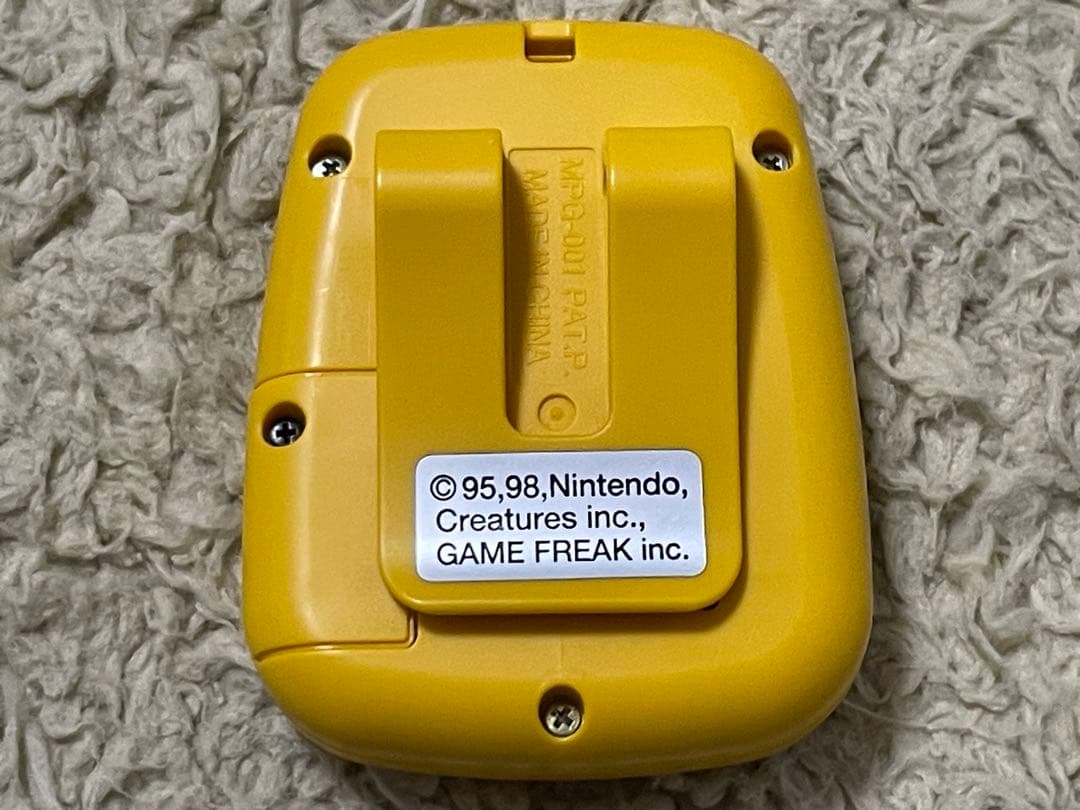 MPG-001 PAT.P.
MADE IN CHINA
© 95,98,Nintendo,
Creatures inc.,
GAME FREAK inc.